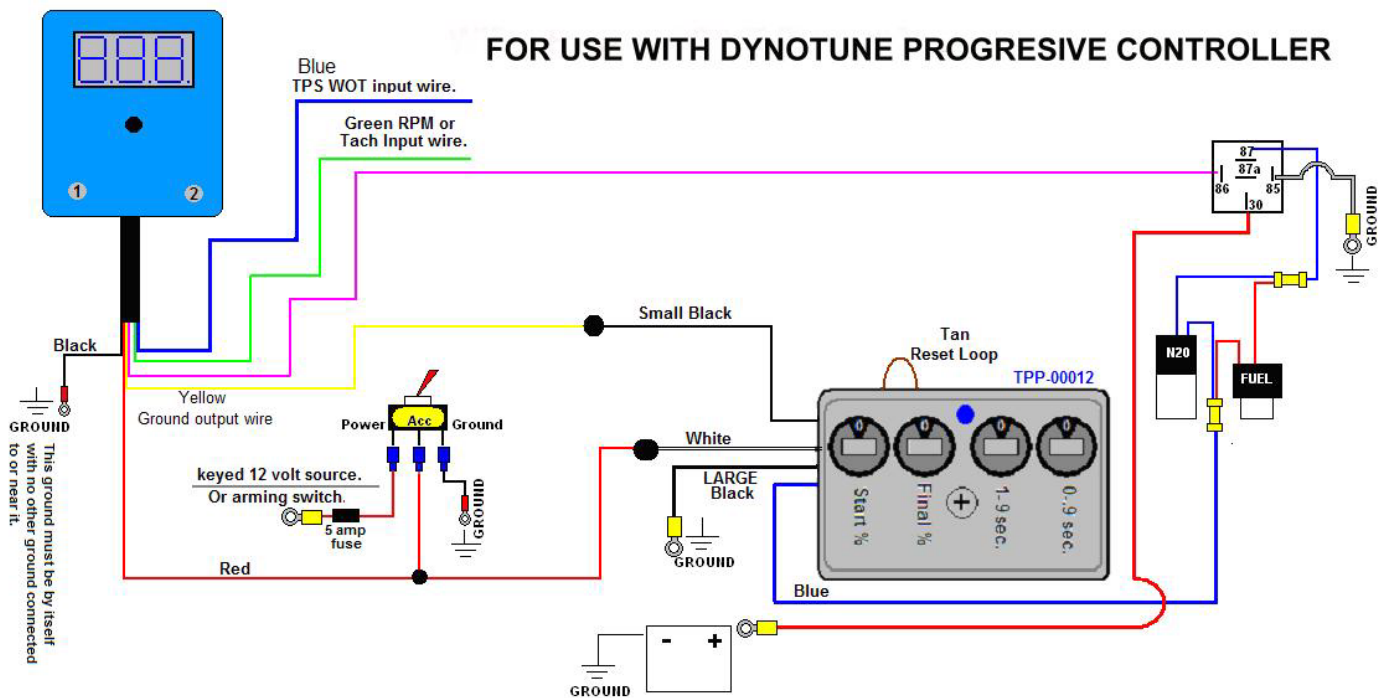 FOR USE WITH DYNOTUNE PROGRESIVE CONTROLLER
888
1
2
Blue
TPS WOT input wire.
Green RPM or
Tach Input wire.
87
87a
86
85
30
GROUND
Small Black
Tan
Reset Loop
TPP-00012
N20
FUEL
Black
GROUND
This ground must be by itself
with no other ground connected
to or near it.
Yellow
Ground output wire
Power
Acc
Ground
keyed 12 volt source.
Or arming switch.
5 amp
fuse
GROUND
White
LARGE
Black
GROUND
0
0
0
0
Start %
Final %
1-9 sec.
0-.9 sec.
Red
Blue
-
+
GROUND